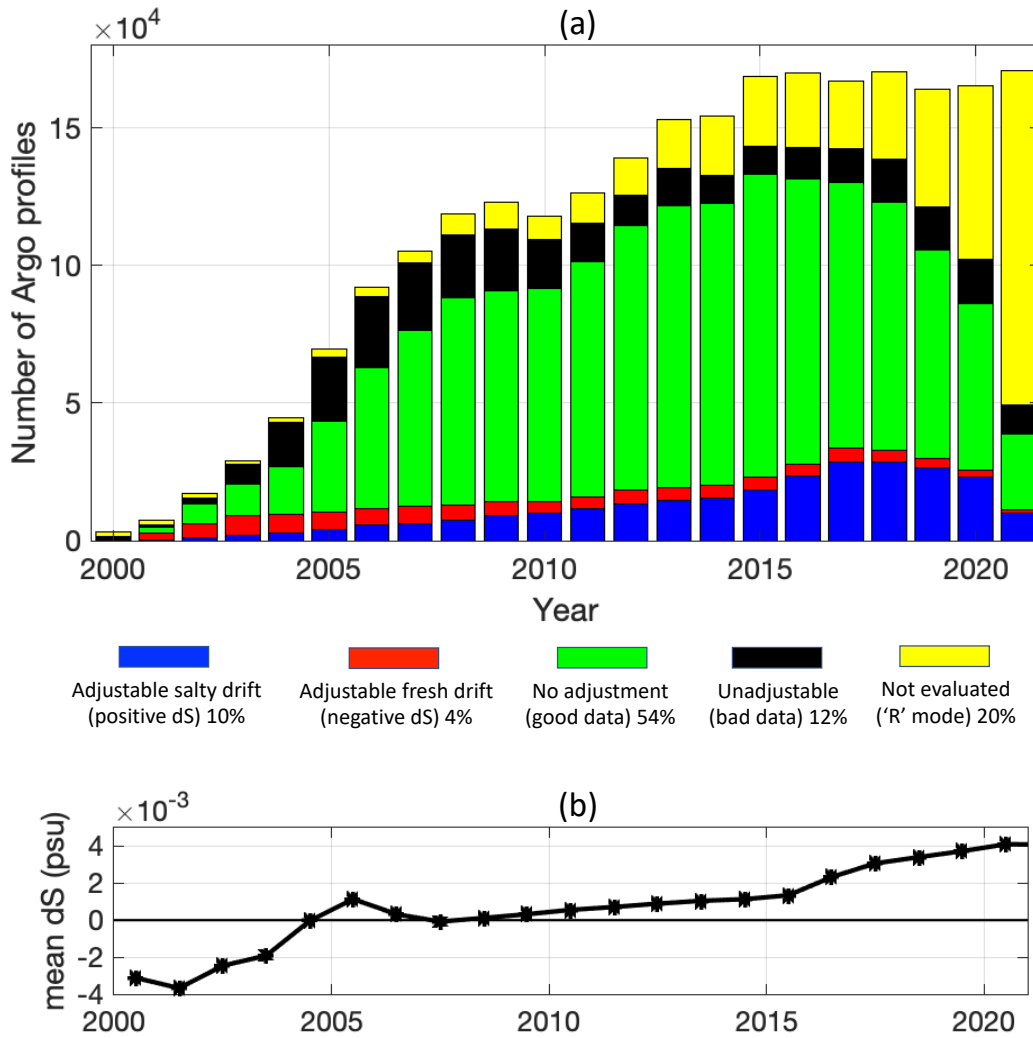 (a)
×10⁴
15
10
5
0
Number of Argo profiles
2000 2005 2010 2015 2020
Year
Adjustable salty drift
(positive dS) 10%
Adjustable fresh drift
(negative dS) 4%
No adjustment
(good data) 54%
Unadjustable
(bad data) 12%
Not evaluated
('R' mode) 20%
(b)
×10⁻³
4
2
0
-2
-4
mean dS (psu)
2000 2005 2010 2015 2020